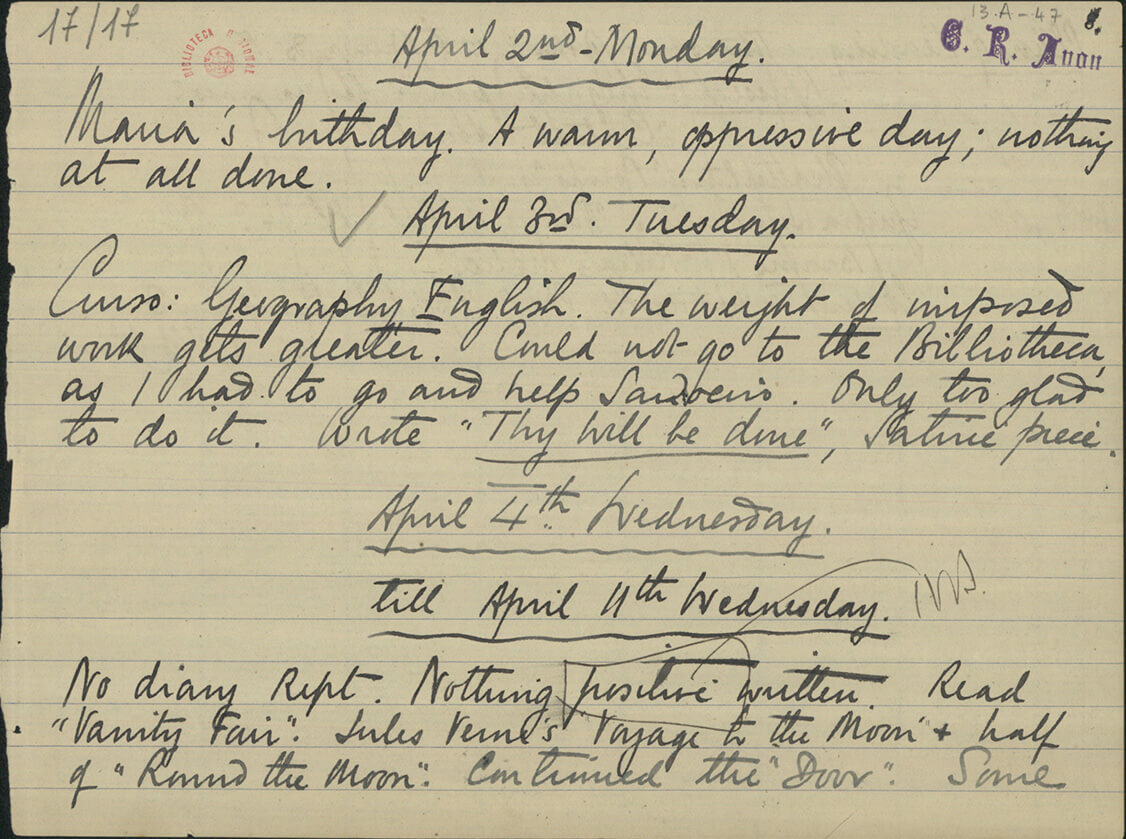 17/17
BIBLIOTECA NACIONAL
13.A-47
8.
C. R. Anon
April 2nd - Monday.
Maria's birthday. A warm, oppressive day; nothing
at all done.
April 3rd. Tuesday.
Curso: Geography English. The weight of imposed
work gets greater. Could not go to the Bibliotheca,
as I had to go and help Sandoeiro. Only too glad
to do it. Wrote "Thy will be done", Satiric piece.
April 4th Wednesday.
till April 11th Wednesday.
No diary kept. Nothing positive written. Read
"Vanity Fair". Jules Verne's "Voyage to the Moon" + half
of "Round the Moon". Continued the "Door". Some